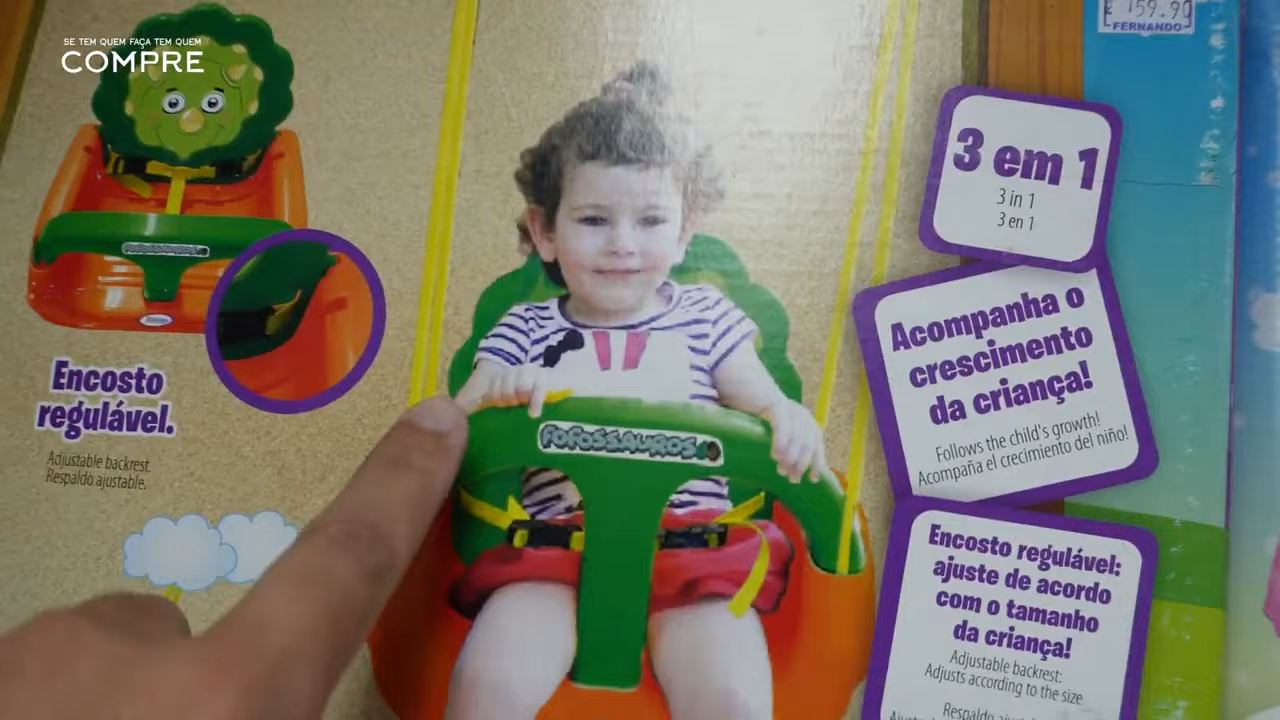 SE TEM QUEM FAÇA TEM QUEM
COMPRE
159.90
FERNANDO
3 em 1
3 in 1
3 en 1
Acompanha o
crescimento
da criança!
Follows the child's growth!
Acompaña el crecimiento del niño!
FOFOSSAUROS
Encosto
regulável.
Adjustable backrest.
Respaldo ajustable.
Encosto regulável:
ajuste de acordo
com o tamanho
da criança!
Adjustable backrest:
Adjusts according to the size
Respaldo